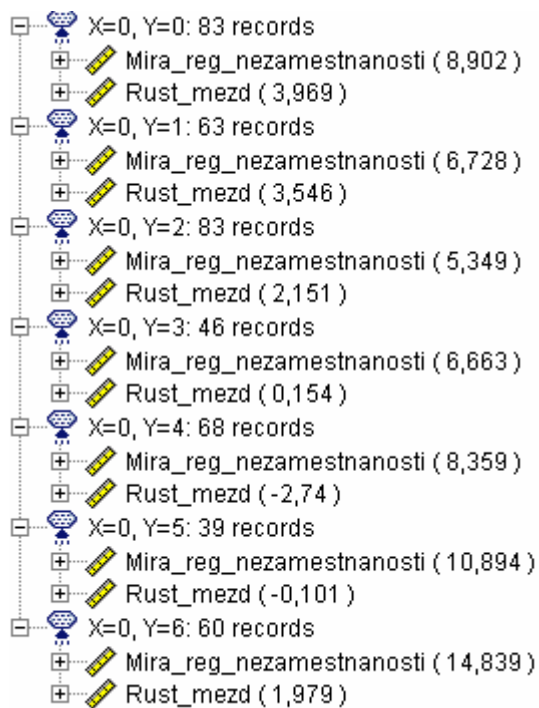 X=0, Y=0: 83 records
Mira_reg_nezamestnanosti ( 8,902 )
Rust_mezd ( 3,969 )
X=0, Y=1: 63 records
Mira_reg_nezamestnanosti ( 6,728 )
Rust_mezd ( 3,546 )
X=0, Y=2: 83 records
Mira_reg_nezamestnanosti ( 5,349 )
Rust_mezd ( 2,151 )
X=0, Y=3: 46 records
Mira_reg_nezamestnanosti ( 6,663 )
Rust_mezd ( 0,154 )
X=0, Y=4: 68 records
Mira_reg_nezamestnanosti ( 8,359 )
Rust_mezd ( -2,74 )
X=0, Y=5: 39 records
Mira_reg_nezamestnanosti ( 10,894 )
Rust_mezd ( -0,101 )
X=0, Y=6: 60 records
Mira_reg_nezamestnanosti ( 14,839 )
Rust_mezd ( 1,979 )